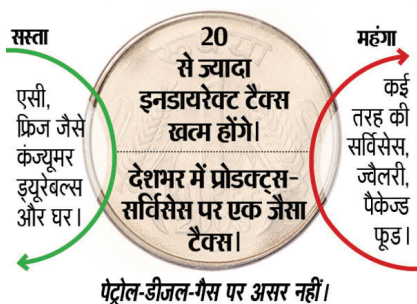 सस्ता
एसी,
फ्रिज जैसे
कंज्यूमर
ड्यूरेबल्स
और घर।
20
से ज्यादा
इनडायरेक्ट टैक्स
खत्म होंगे।
देशभर में प्रोडक्ट्स-
सर्विसेस पर एक जैसा
टैक्स।
महंगा
कई
तरह की
सर्विसेस,
ज्वैलरी,
पैकेज्ड
फूड।
पेट्रोल-डीजल-गैस पर असर नहीं।